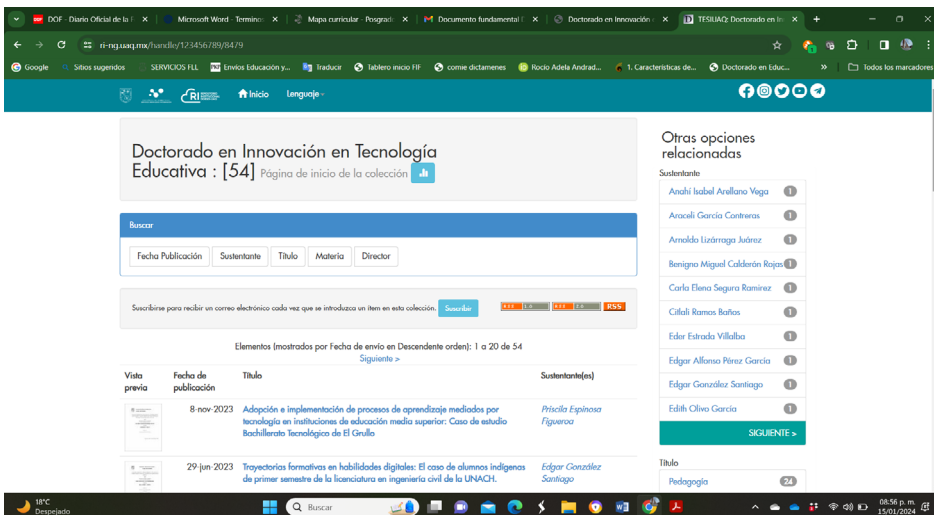 DOF - Diario Oficial de la F
Microsoft Word - Terminos
Mapa curricular - Posgrado
Documento fundamental D
Doctorado en Innovación
TESIUAQ: Doctorado en In
ri-ng.uaq.mx/handle/123456789/8479
Google
Sitios sugeridos
SERVICIOS FLL
Envíos Educación y...
Traducir
Tablero inicio FIF
comie dictamenes
Rocio Adela Andrad...
1. Características de...
Doctorado en Educ...
»
Todos los marcadores
RI
Inicio
Lenguaje
Doctorado en Innovación en Tecnología
Educativa : [54] Página de inicio de la colección
Buscar
Fecha Publicación
Sustentante
Título
Materia
Director
Suscribirse para recibir un correo electrónico cada vez que se introduzca un ítem en esta colección.
Suscribir
RSS 1.0
RSS 2.0
RSS
Elementos (mostrados por Fecha de envío en Descendente orden): 1 a 20 de 54
Siguiente >
Vista previa
Fecha de publicación
Título
Sustentante(es)
8-nov-2023
Adopción e implementación de procesos de aprendizaje mediados por
tecnología en instituciones de educación media superior: Caso de estudio
Bachillerato Tecnológico de El Grullo
Priscila Espinosa
Figueroa
29-jun-2023
Trayectorias formativas en habilidades digitales: El caso de alumnos indígenas
de primer semestre de la licenciatura en ingeniería civil de la UNACH.
Edgar González
Santiago
Otras opciones
relacionadas
Sustentante
Anahí Isabel Arellano Vega 1
Araceli García Contreras 1
Arnoldo Lizárraga Juárez 1
Benigno Miguel Calderón Rojas 1
Carla Elena Segura Ramirez 1
Citlali Ramos Baños 1
Eder Estrada Villalba 1
Edgar Alfonso Pérez García 1
Edgar González Santiago 1
Edith Olivo García 1
SIGUIENTE >
Título
Pedagogía 24
18°C
Despejado
Buscar
08:56 p. m.
15/01/2024